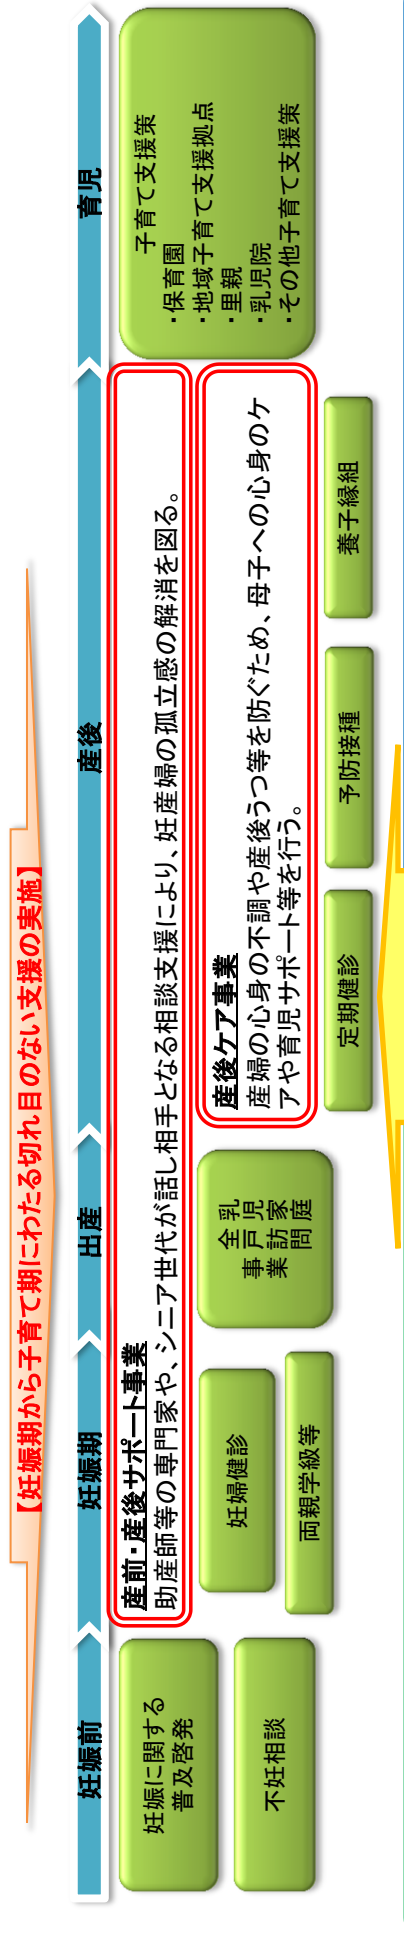 【妊娠期から子育て期にわたる切れ目のない支援の実施】
妊娠前
妊娠期
出産
産後
育児
妊娠に関する
普及啓発
不妊相談
産前・産後サポート事業
助産師等の専門家や、シニア世代が話し相手となる相談支援により、妊産婦の孤立感の解消を図る。
妊婦健診
両親学級等
乳児家庭
全戸訪問
事業
産後ケア事業
産婦の心身の不調や産後うつ等を防ぐため、母子への心身のケ
アや育児サポート等を行う。
定期健診
予防接種
養子縁組
子育て支援策
・保育園
・地域子育て支援拠点
・里親
・乳児院
・その他子育て支援策